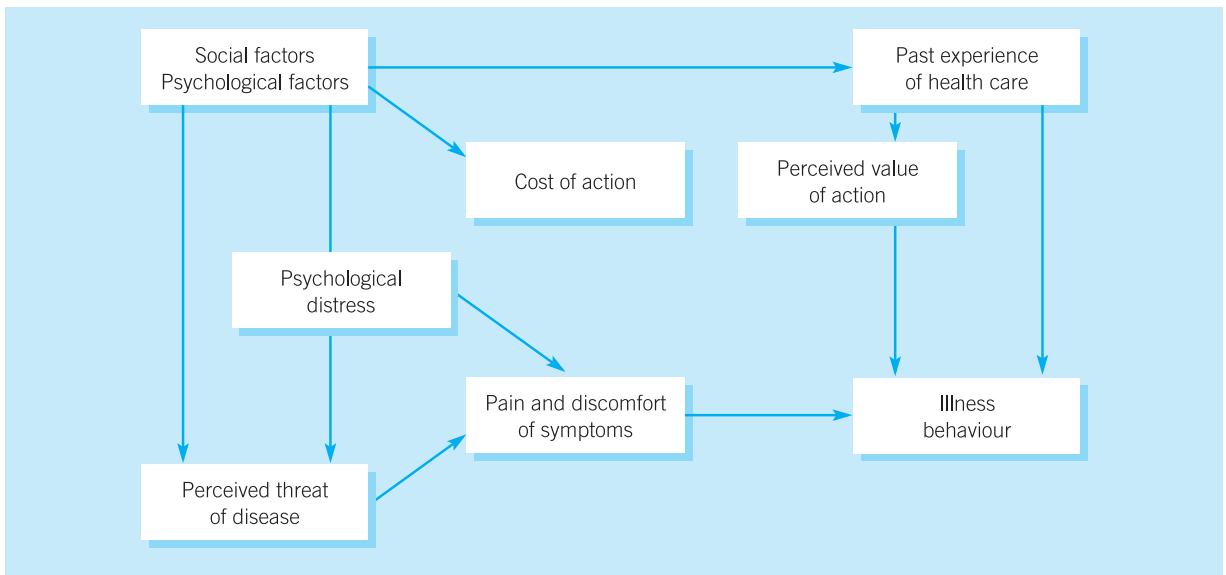 Social factors
Psychological factors
Past experience
of health care
Cost of action
Perceived value
of action
Psychological
distress
Pain and discomfort
of symptoms
Illness
behaviour
Perceived threat
of disease